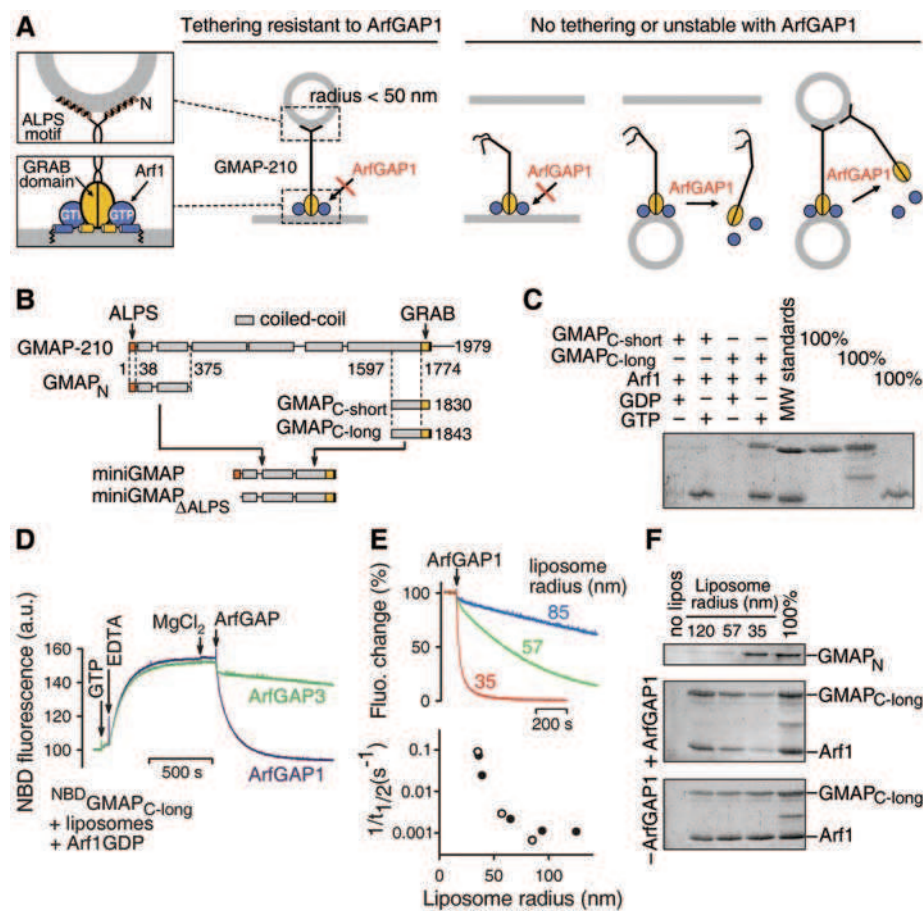 A
Tethering resistant to ArfGAP1
No tethering or unstable with ArfGAP1
N
ALPS
motif
radius < 50 nm
GRAB
domain
Arf1
GTP
GMAP-210
ArfGAP1
ArfGAP1
ArfGAP1
ArfGAP1
B
ALPS
coiled-coil
GRAB
GMAP-210
1979
1 38 375 1597 1774
GMAPN
GMAPC-short 1830
GMAPC-long 1843
miniGMAP
miniGMAPΔALPS
C
GMAPC-short + + − −
GMAPC-long − − + +
Arf1 + + + +
GDP + − + −
GTP − + − +
MW standards
100%
100%
100%
D
NBD fluorescence (a.u.)
160
140
120
100
GTP
EDTA
MgCl2
ArfGAP
ArfGAP3
ArfGAP1
500 s
NBDGMAPC-long
+ liposomes
+ Arf1GDP
E
ArfGAP1
liposome
radius (nm)
Fluo. change (%)
100
50
0
85
57
35
200 s
1/t1/2(s-1)
0.1
0.01
0.001
0 50 100
Liposome radius (nm)
F
no lipos
Liposome
radius (nm)
120 57 35
100%
GMAPN
+ ArfGAP1
GMAPC-long
Arf1
− ArfGAP1
GMAPC-long
Arf1